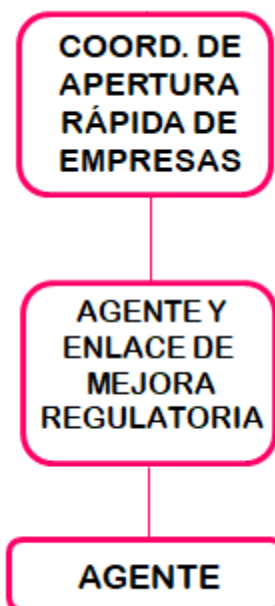 COORD. DE
APERTURA
RÁPIDA DE
EMPRESAS
AGENTE Y
ENLACE DE
MEJORA
REGULATORIA
AGENTE